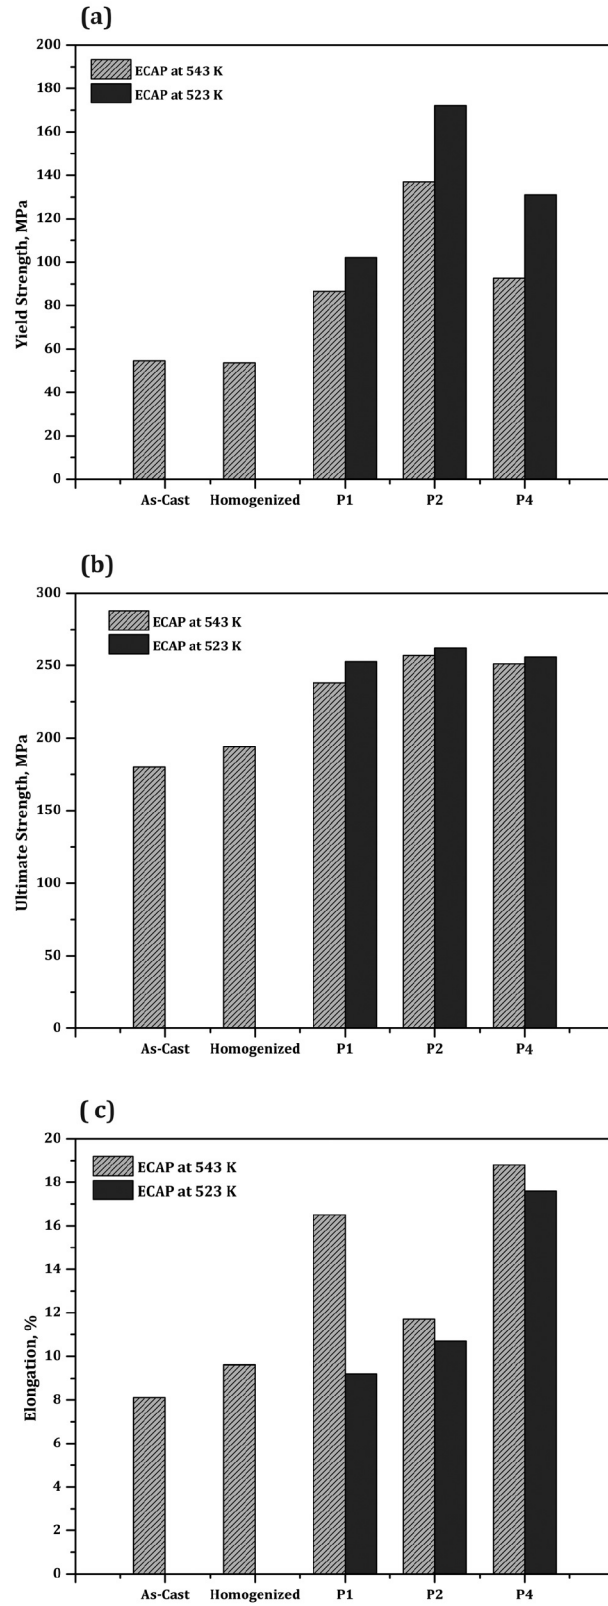 (a)
200
180
160
140
120
100
80
60
40
20
0
Yield Strength, MPa
ECAP at 543 K
ECAP at 523 K
As-Cast Homogenized P1 P2 P4
(b)
300
250
200
150
100
50
0
Ultimate Strength, MPa
ECAP at 543 K
ECAP at 523 K
As-Cast Homogenized P1 P2 P4
( c)
20
18
16
14
12
10
8
6
4
2
0
Elongation, %
ECAP at 543 K
ECAP at 523 K
As-Cast Homogenized P1 P2 P4